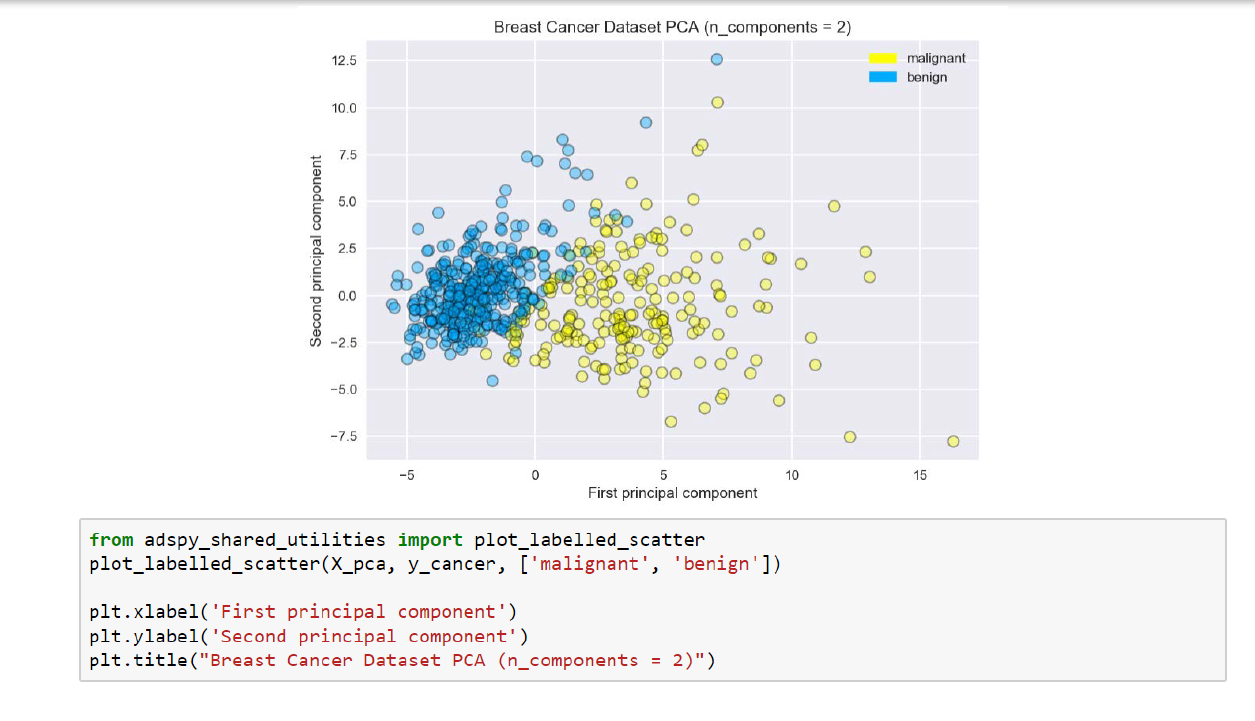 Breast Cancer Dataset PCA (n_components = 2)
malignant
benign
12.5
10.0
7.5
5.0
2.5
0.0
−2.5
−5.0
−7.5
Second principal component
−5 0 5 10 15
First principal component
from adspy_shared_utilities import plot_labelled_scatter
plot_labelled_scatter(X_pca, y_cancer, ['malignant', 'benign'])
plt.xlabel('First principal component')
plt.ylabel('Second principal component')
plt.title("Breast Cancer Dataset PCA (n_components = 2)")